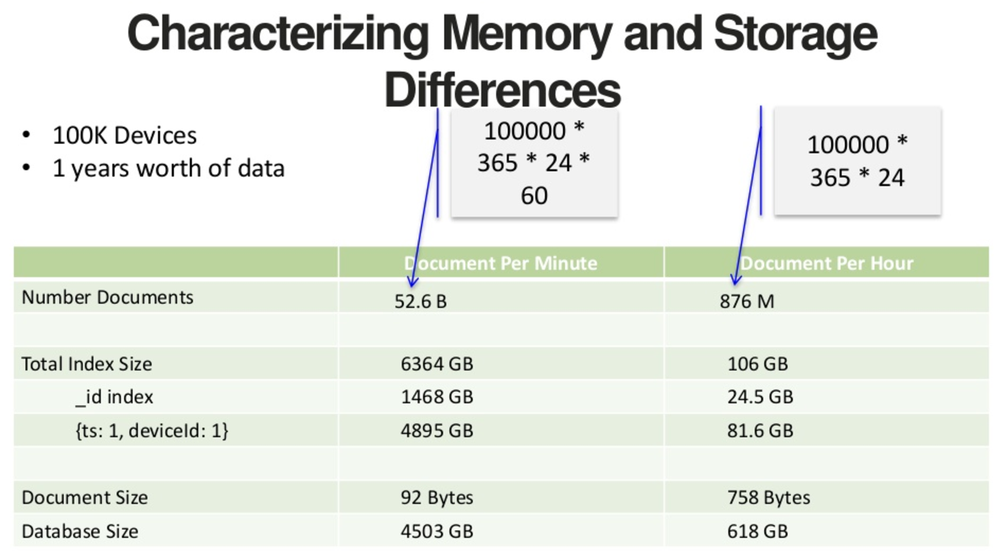 Characterizing Memory and Storage
Differences
• 100K Devices
• 1 years worth of data
100000 *
365 * 24 *
60
100000 *
365 * 24
Document Per Minute Document Per Hour
Number Documents 52.6 B 876 M
Total Index Size 6364 GB 106 GB
_id index 1468 GB 24.5 GB
{ts: 1, deviceId: 1} 4895 GB 81.6 GB
Document Size 92 Bytes 758 Bytes
Database Size 4503 GB 618 GB